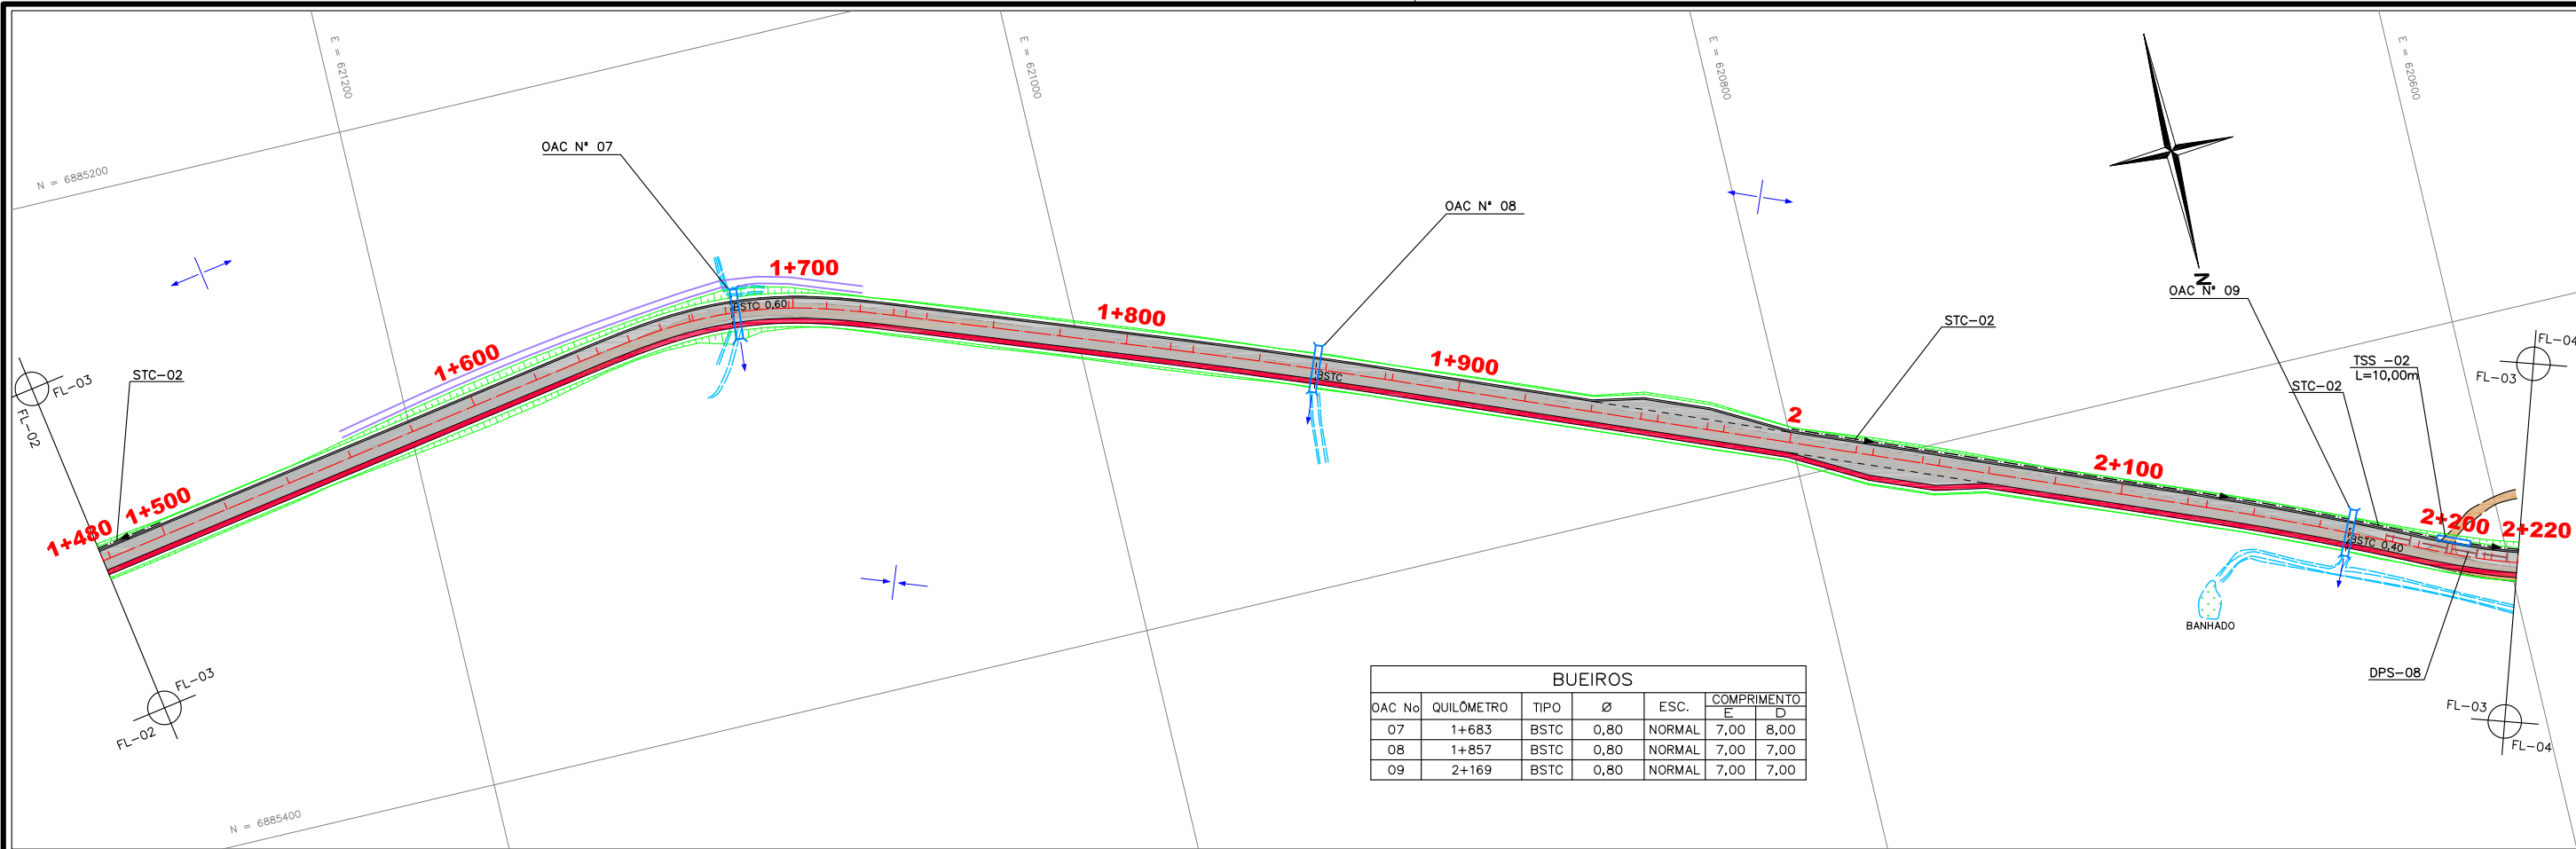 E = 621200
E = 621000
E = 620800
E = 620600
N = 6885200
OAC Nº 07
OAC Nº 08
N
OAC Nº 09
STC-02
STC-02
TSS -02
L=10,00m
STC-02
FL-04
FL-03
FL-03
FL-02
1+480
1+500
1+600
1+700
1+800
1+900
2
2+100
2+200
2+220
BSTC 0,60
BSTC
BSTC 0,40
BANHADO
DPS-08
FL-03
FL-02
FL-03
FL-04
N = 6885400
BUEIROS
OAC No QUILÔMETRO TIPO Ø ESC. COMPRIMENTO
E D
07 1+683 BSTC 0,80 NORMAL 7,00 8,00
08 1+857 BSTC 0,80 NORMAL 7,00 7,00
09 2+169 BSTC 0,80 NORMAL 7,00 7,00